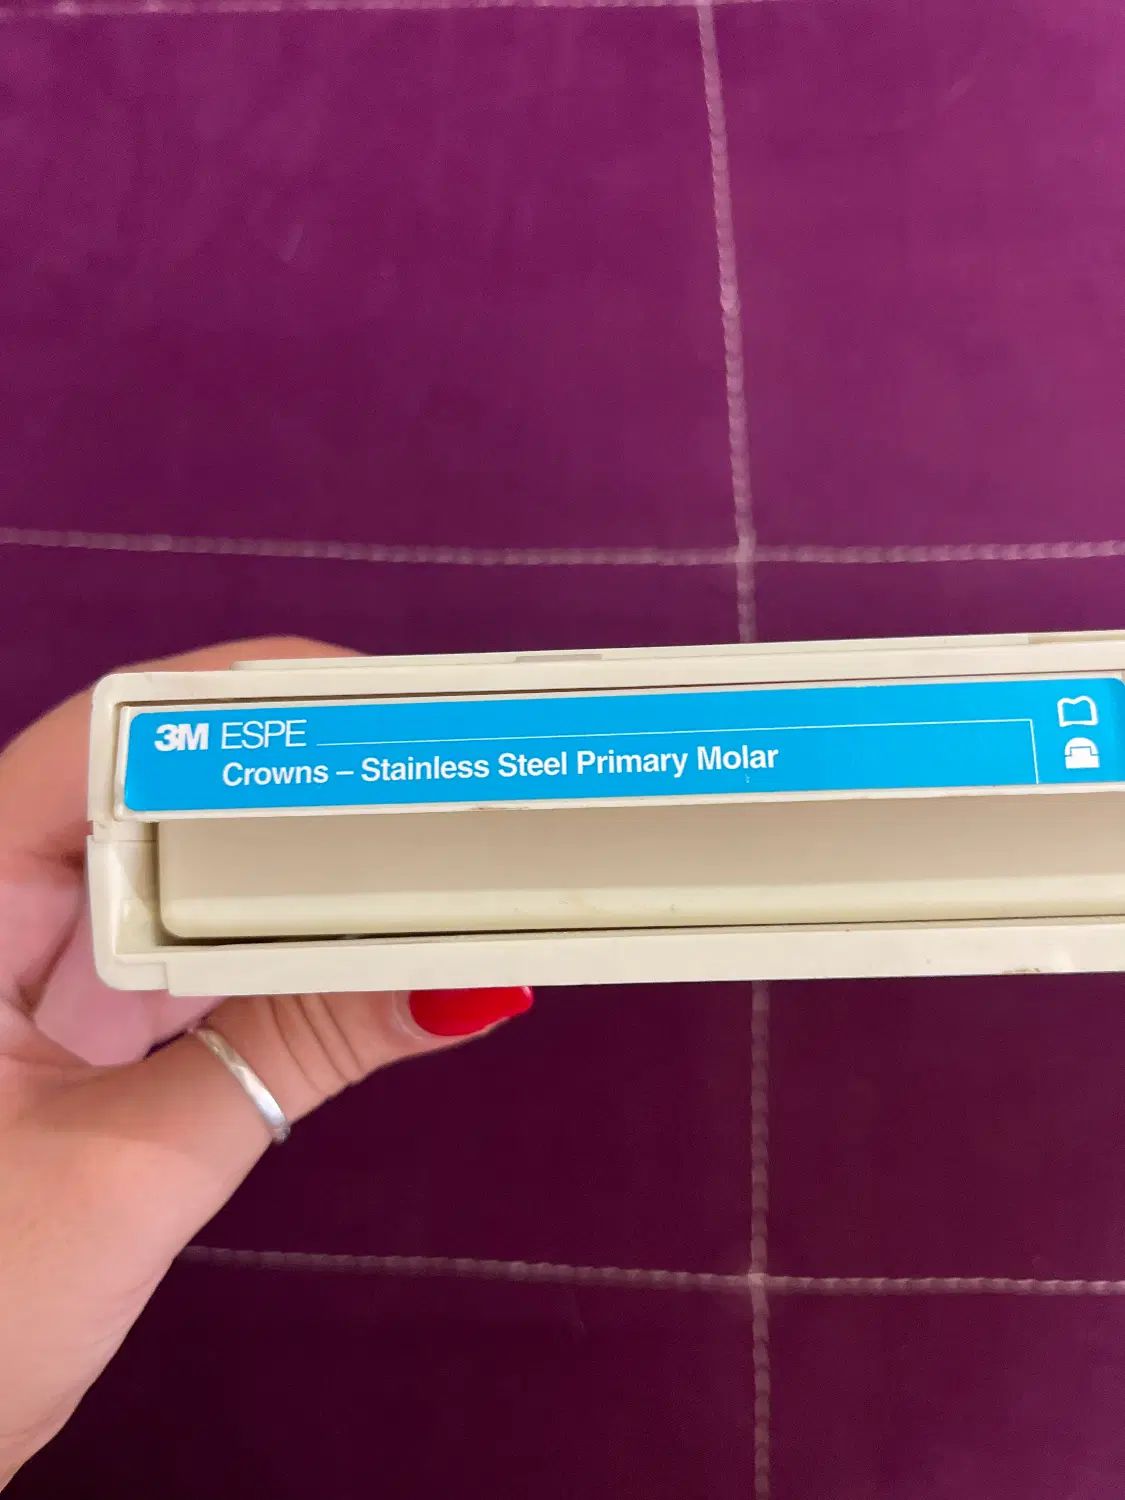 3M ESPE
Crowns – Stainless Steel Primary Molar